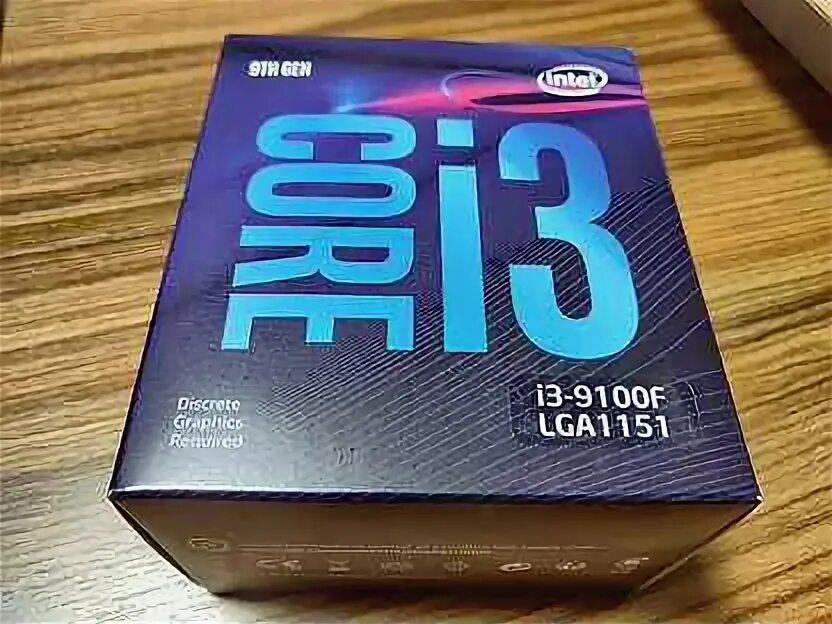 9TH GEN
intel
CORE i3
i3-9100F
LGA1151
Discrete
Graphics
Required